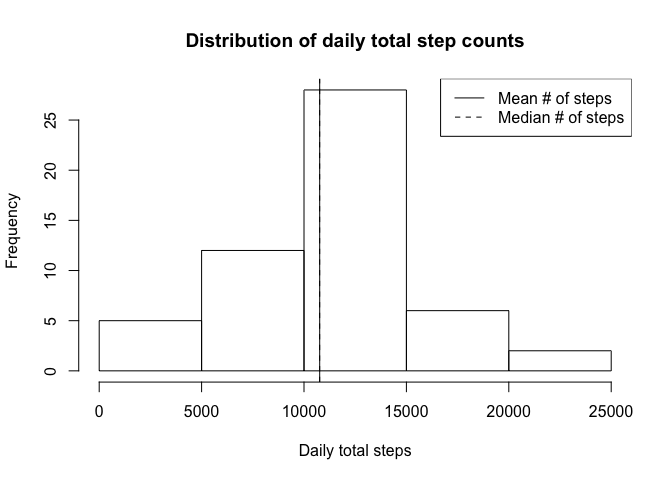 Distribution of daily total step counts
Mean # of steps
Median # of steps
Frequency
25
20
15
10
5
0
0 5000 10000 15000 20000 25000
Daily total steps